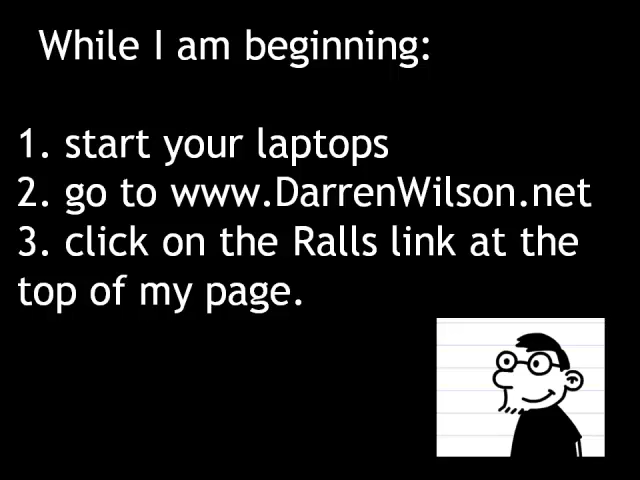 While I am beginning:
1. start your laptops
2. go to www.DarrenWilson.net
3. click on the Ralls link at the
top of my page.